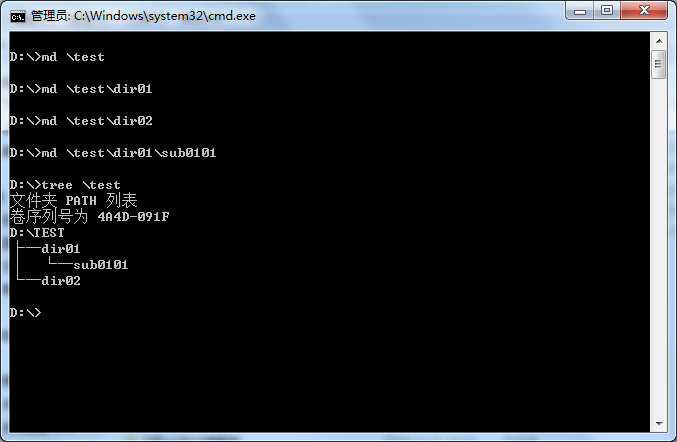 管理员: C:\Windows\system32\cmd.exe
D:\>md \test
D:\>md \test\dir01
D:\>md \test\dir02
D:\>md \test\dir01\sub0101
D:\>tree \test
文件夹 PATH 列表
卷序列号为 4A4D-091F
D:\TEST
├──dir01
│  └──sub0101
└──dir02
D:\>